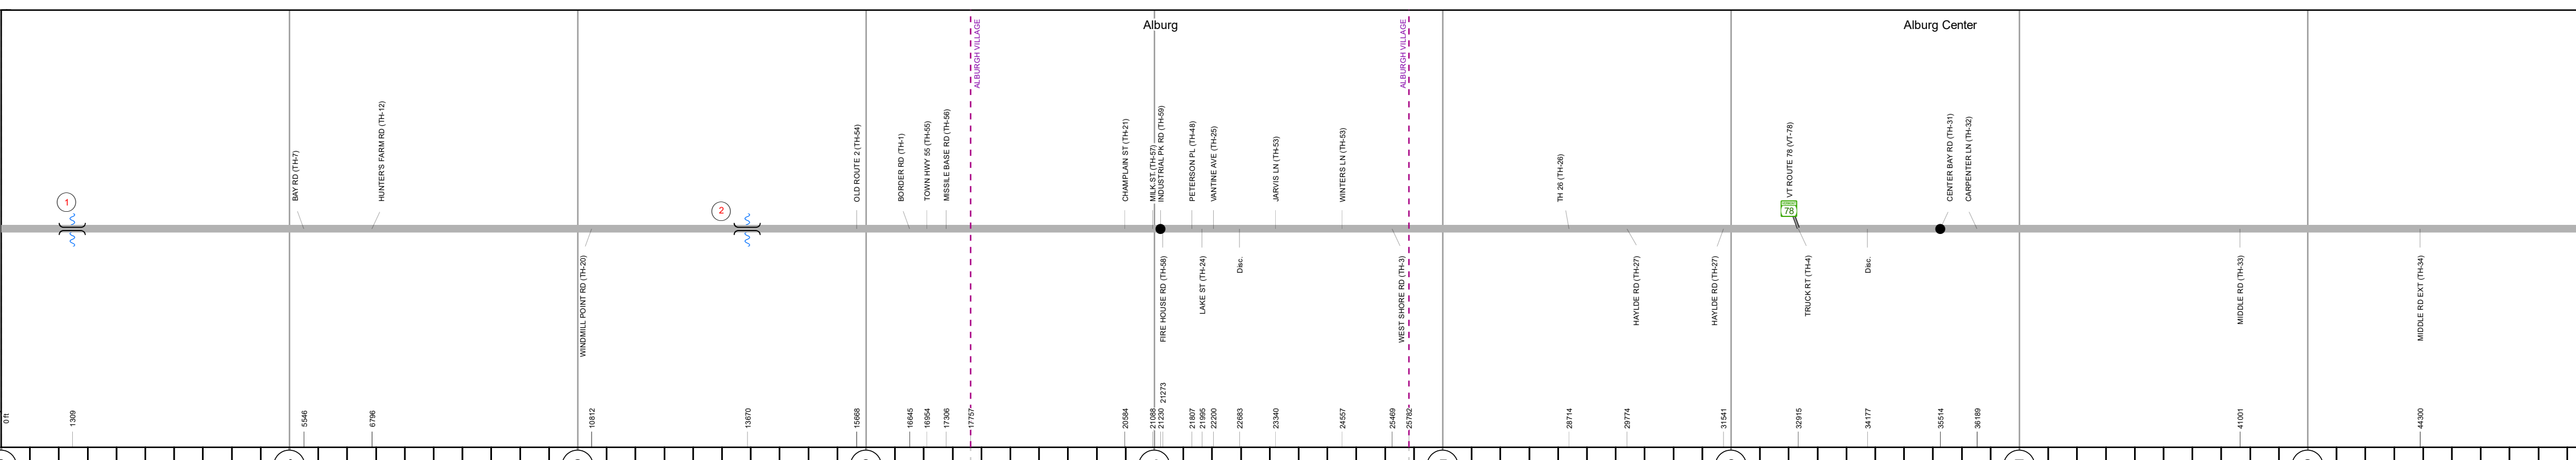 Alburg
Alburg Center
ALBURGH VILLAGE
ALBURGH VILLAGE
1
BAY RD (TH-7)
HUNTER'S FARM RD (TH-12)
2
OLD ROUTE 2 (TH-54)
BORDER RD (TH-1)
TOWN HWY 55 (TH-55)
MISSILE BASE RD (TH-56)
CHAMPLAIN ST (TH-21)
MILK ST. (TH-57)
INDUSTRIAL PK RD (TH-59)
PETERSON PL (TH-48)
VANTINE AVE (TH-25)
JARVIS LN (TH-53)
WINTERS LN (TH-53)
TH 26 (TH-26)
VT ROUTE 78 (VT-78)
78
CENTER BAY RD (TH-31)
CARPENTER LN (TH-32)
WINDMILL POINT RD (TH-20)
FIRE HOUSE RD (TH-58)
LAKE ST (TH-24)
Disc.
WEST SHORE RD (TH-3)
HAYLDE RD (TH-27)
HAYLDE RD (TH-27)
TRUCK RT (TH-4)
Disc.
MIDDLE RD (TH-33)
MIDDLE RD EXT (TH-34)
0 ft
1309
5546
6796
10812
13670
15668
16645
16954
17306
17757
20584
21088
21230
21273
21807
21995
22200
22683
23340
24557
25469
25782
28714
29774
31541
32915
34177
35514
36189
41001
44300